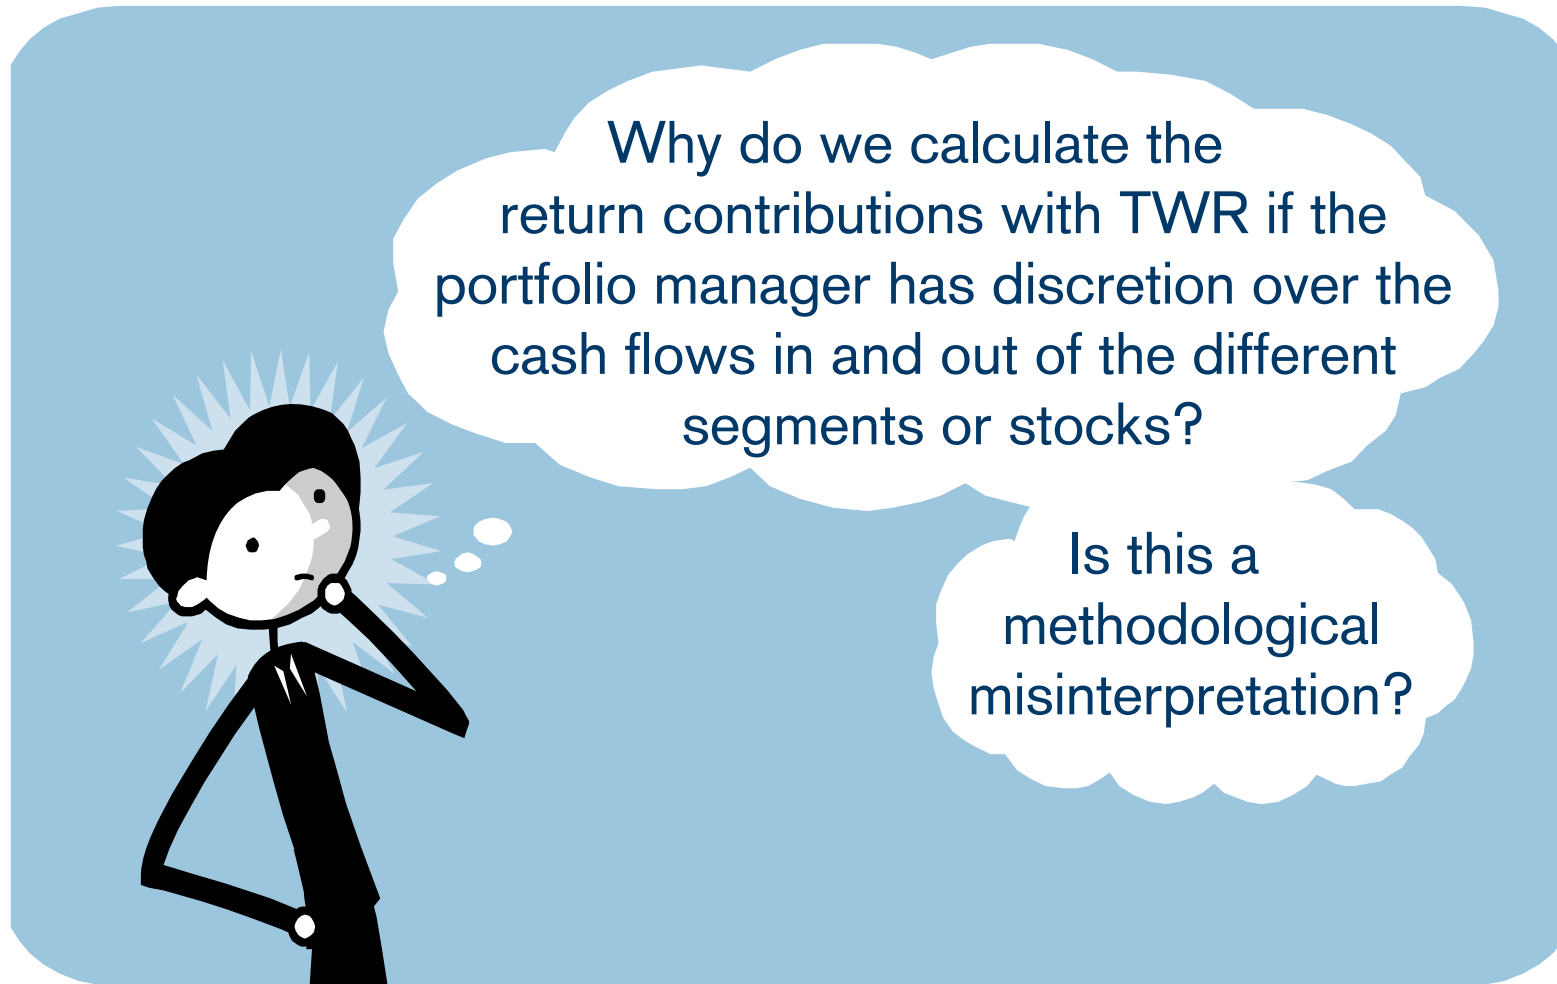 Why do we calculate the
return contributions with TWR if the
portfolio manager has discretion over the
cash flows in and out of the different
segments or stocks?
Is this a
methodological
misinterpretation?